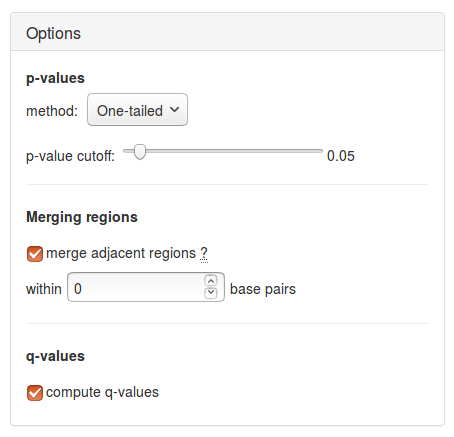 Options
p-values
method: One-tailed
p-value cutoff: 0.05
Merging regions
merge adjacent regions ?
within 0 base pairs
q-values
compute q-values